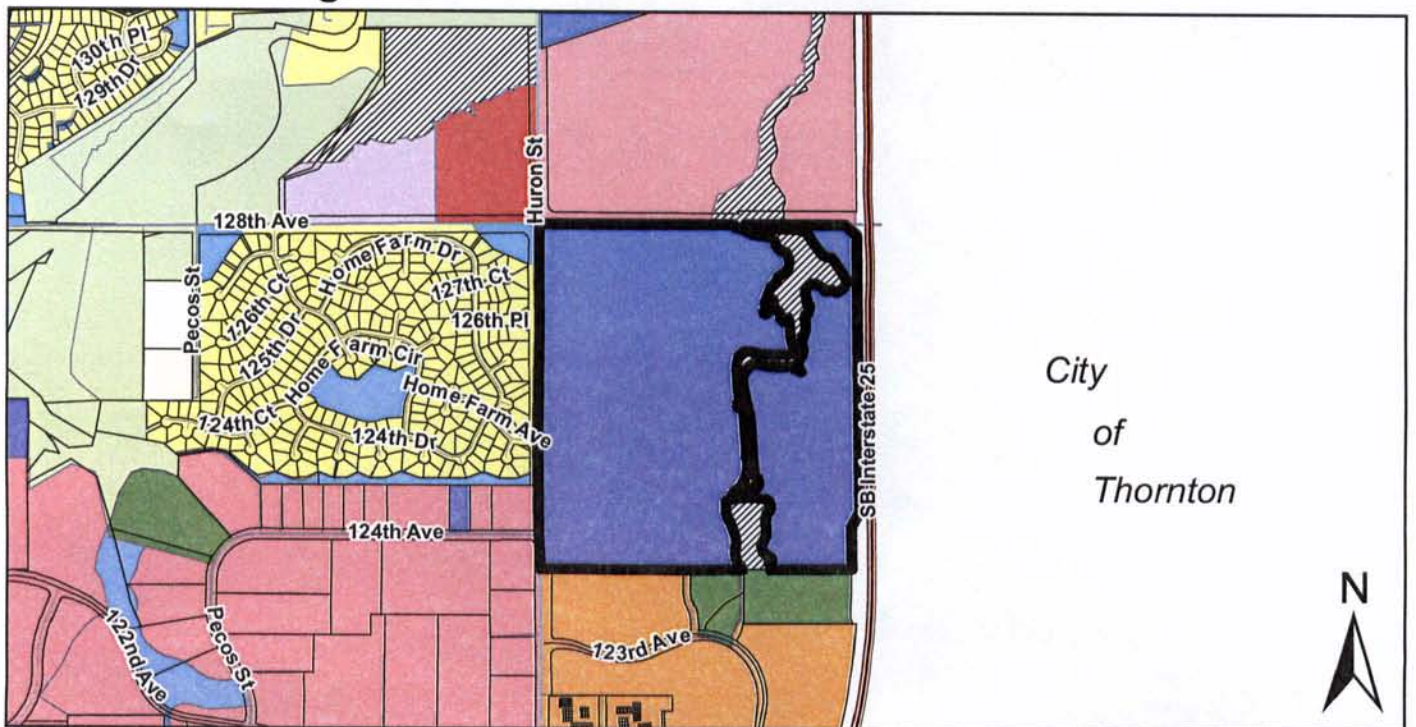 130th Pl
129th Dr
Huron St
128th Ave
Pecos St
Home Farm Dr
127th Ct
126th Ct
126th Pl
125th Dr
Home Farm Cir
Home Farm Ave
124th Ct
124th Dr
SB Interstate 25
City
of
Thornton
124th Ave
N
122nd Ave
Pecos St
123rd Ave